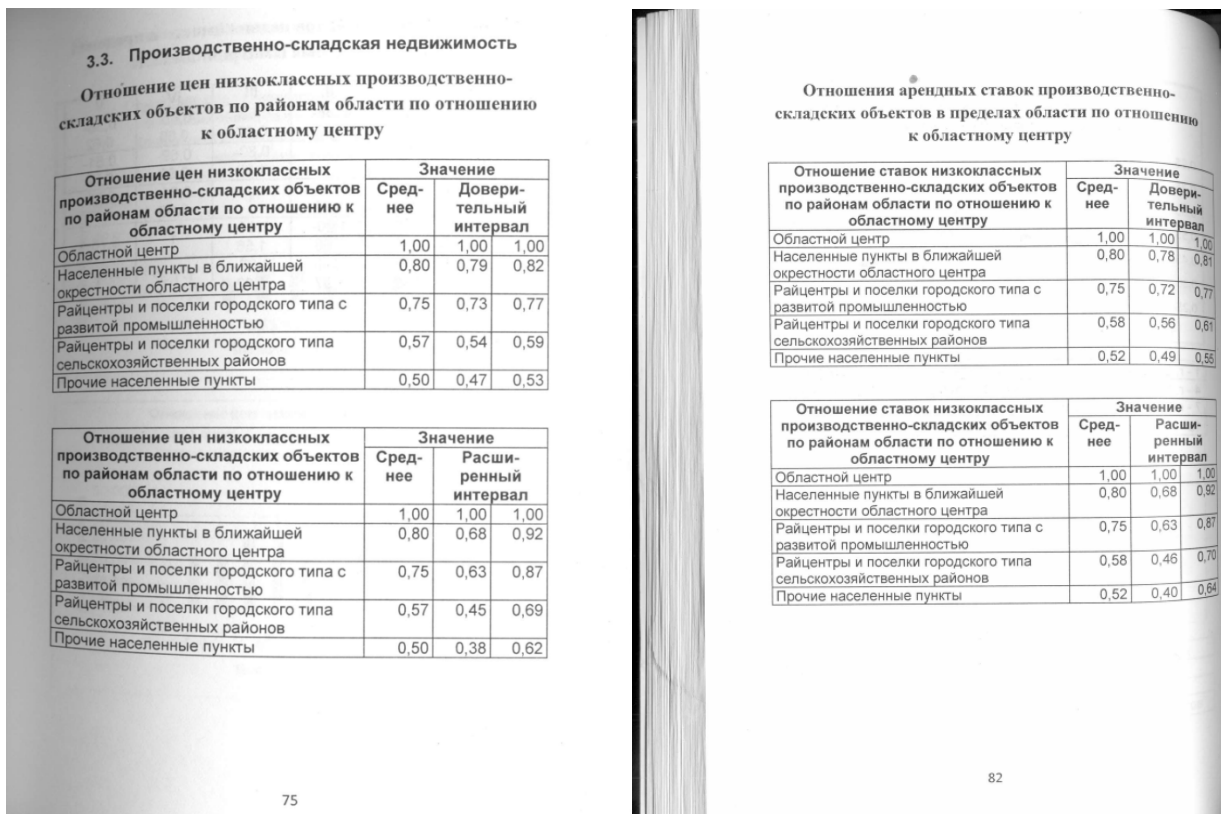 3.3. Производственно-складская недвижимость
Отношение цен низкоклассных производственно-
складских объектов по районам области по отношению
к областному центру
Отношение цен низкоклассных
производственно-складских объектов
по районам области по отношению к
областному центру
Значение
Сред-
нее
Довери-
тельный
интервал
Областной центр 1,00 1,00 1,00
Населенные пункты в ближайшей
окрестности областного центра 0,80 0,79 0,82
Райцентры и поселки городского типа с
развитой промышленностью 0,75 0,73 0,77
Райцентры и поселки городского типа
сельскохозяйственных районов 0,57 0,54 0,59
Прочие населенные пункты 0,50 0,47 0,53
Отношение цен низкоклассных
производственно-складских объектов
по районам области по отношению к
областному центру
Значение
Сред-
нее
Расши-
ренный
интервал
Областной центр 1,00 1,00 1,00
Населенные пункты в ближайшей
окрестности областного центра 0,80 0,68 0,92
Райцентры и поселки городского типа с
развитой промышленностью 0,75 0,63 0,87
Райцентры и поселки городского типа
сельскохозяйственных районов 0,57 0,45 0,69
Прочие населенные пункты 0,50 0,38 0,62
75
Отношения арендных ставок производственно-
складских объектов в пределах области по отношению
к областному центру
Отношение ставок низкоклассных
производственно-складских объектов
по районам области по отношению к
областному центру
Значение
Сред-
нее
Довери-
тельный
интервал
Областной центр 1,00 1,00 1,00
Населенные пункты в ближайшей
окрестности областного центра 0,80 0,78 0,81
Райцентры и поселки городского типа с
развитой промышленностью 0,75 0,72 0,77
Райцентры и поселки городского типа
сельскохозяйственных районов 0,58 0,56 0,61
Прочие населенные пункты 0,52 0,49 0,55
Отношение ставок низкоклассных
производственно-складских объектов
по районам области по отношению к
областному центру
Значение
Сред-
нее
Расши-
ренный
интервал
Областной центр 1,00 1,00 1,00
Населенные пункты в ближайшей
окрестности областного центра 0,80 0,68 0,92
Райцентры и поселки городского типа с
развитой промышленностью 0,75 0,63 0,87
Райцентры и поселки городского типа
сельскохозяйственных районов 0,58 0,46 0,70
Прочие населенные пункты 0,52 0,40 0,64
82